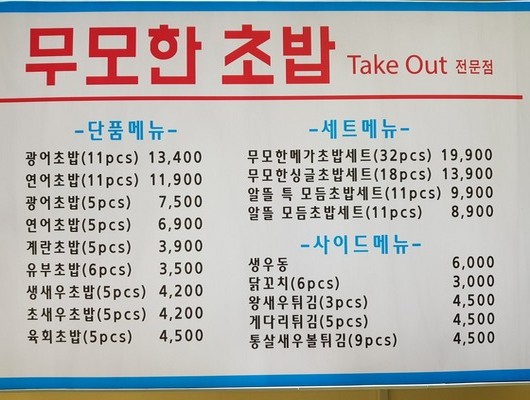 무모한 초밥 Take Out 전문점
-단품메뉴-
광어초밥(11pcs) 13,400
연어초밥(11pcs) 11,900
광어초밥(5pcs) 7,500
연어초밥(5pcs) 6,900
계란초밥(5pcs) 3,900
유부초밥(6pcs) 3,500
생새우초밥(5pcs) 4,200
초새우초밥(5pcs) 4,200
육회초밥(5pcs) 4,500
-세트메뉴-
무모한메가초밥세트(32pcs) 19,900
무모한싱글초밥세트(18pcs) 13,900
알뜰 특 모듬초밥세트(11pcs) 9,900
알뜰 모듬초밥세트(11pcs) 8,900
-사이드메뉴-
생우동 6,000
닭꼬치(6pcs) 3,000
왕새우튀김(3pcs) 4,500
게다리튀김(5pcs) 4,500
통살새우볼튀김(9pcs) 4,500